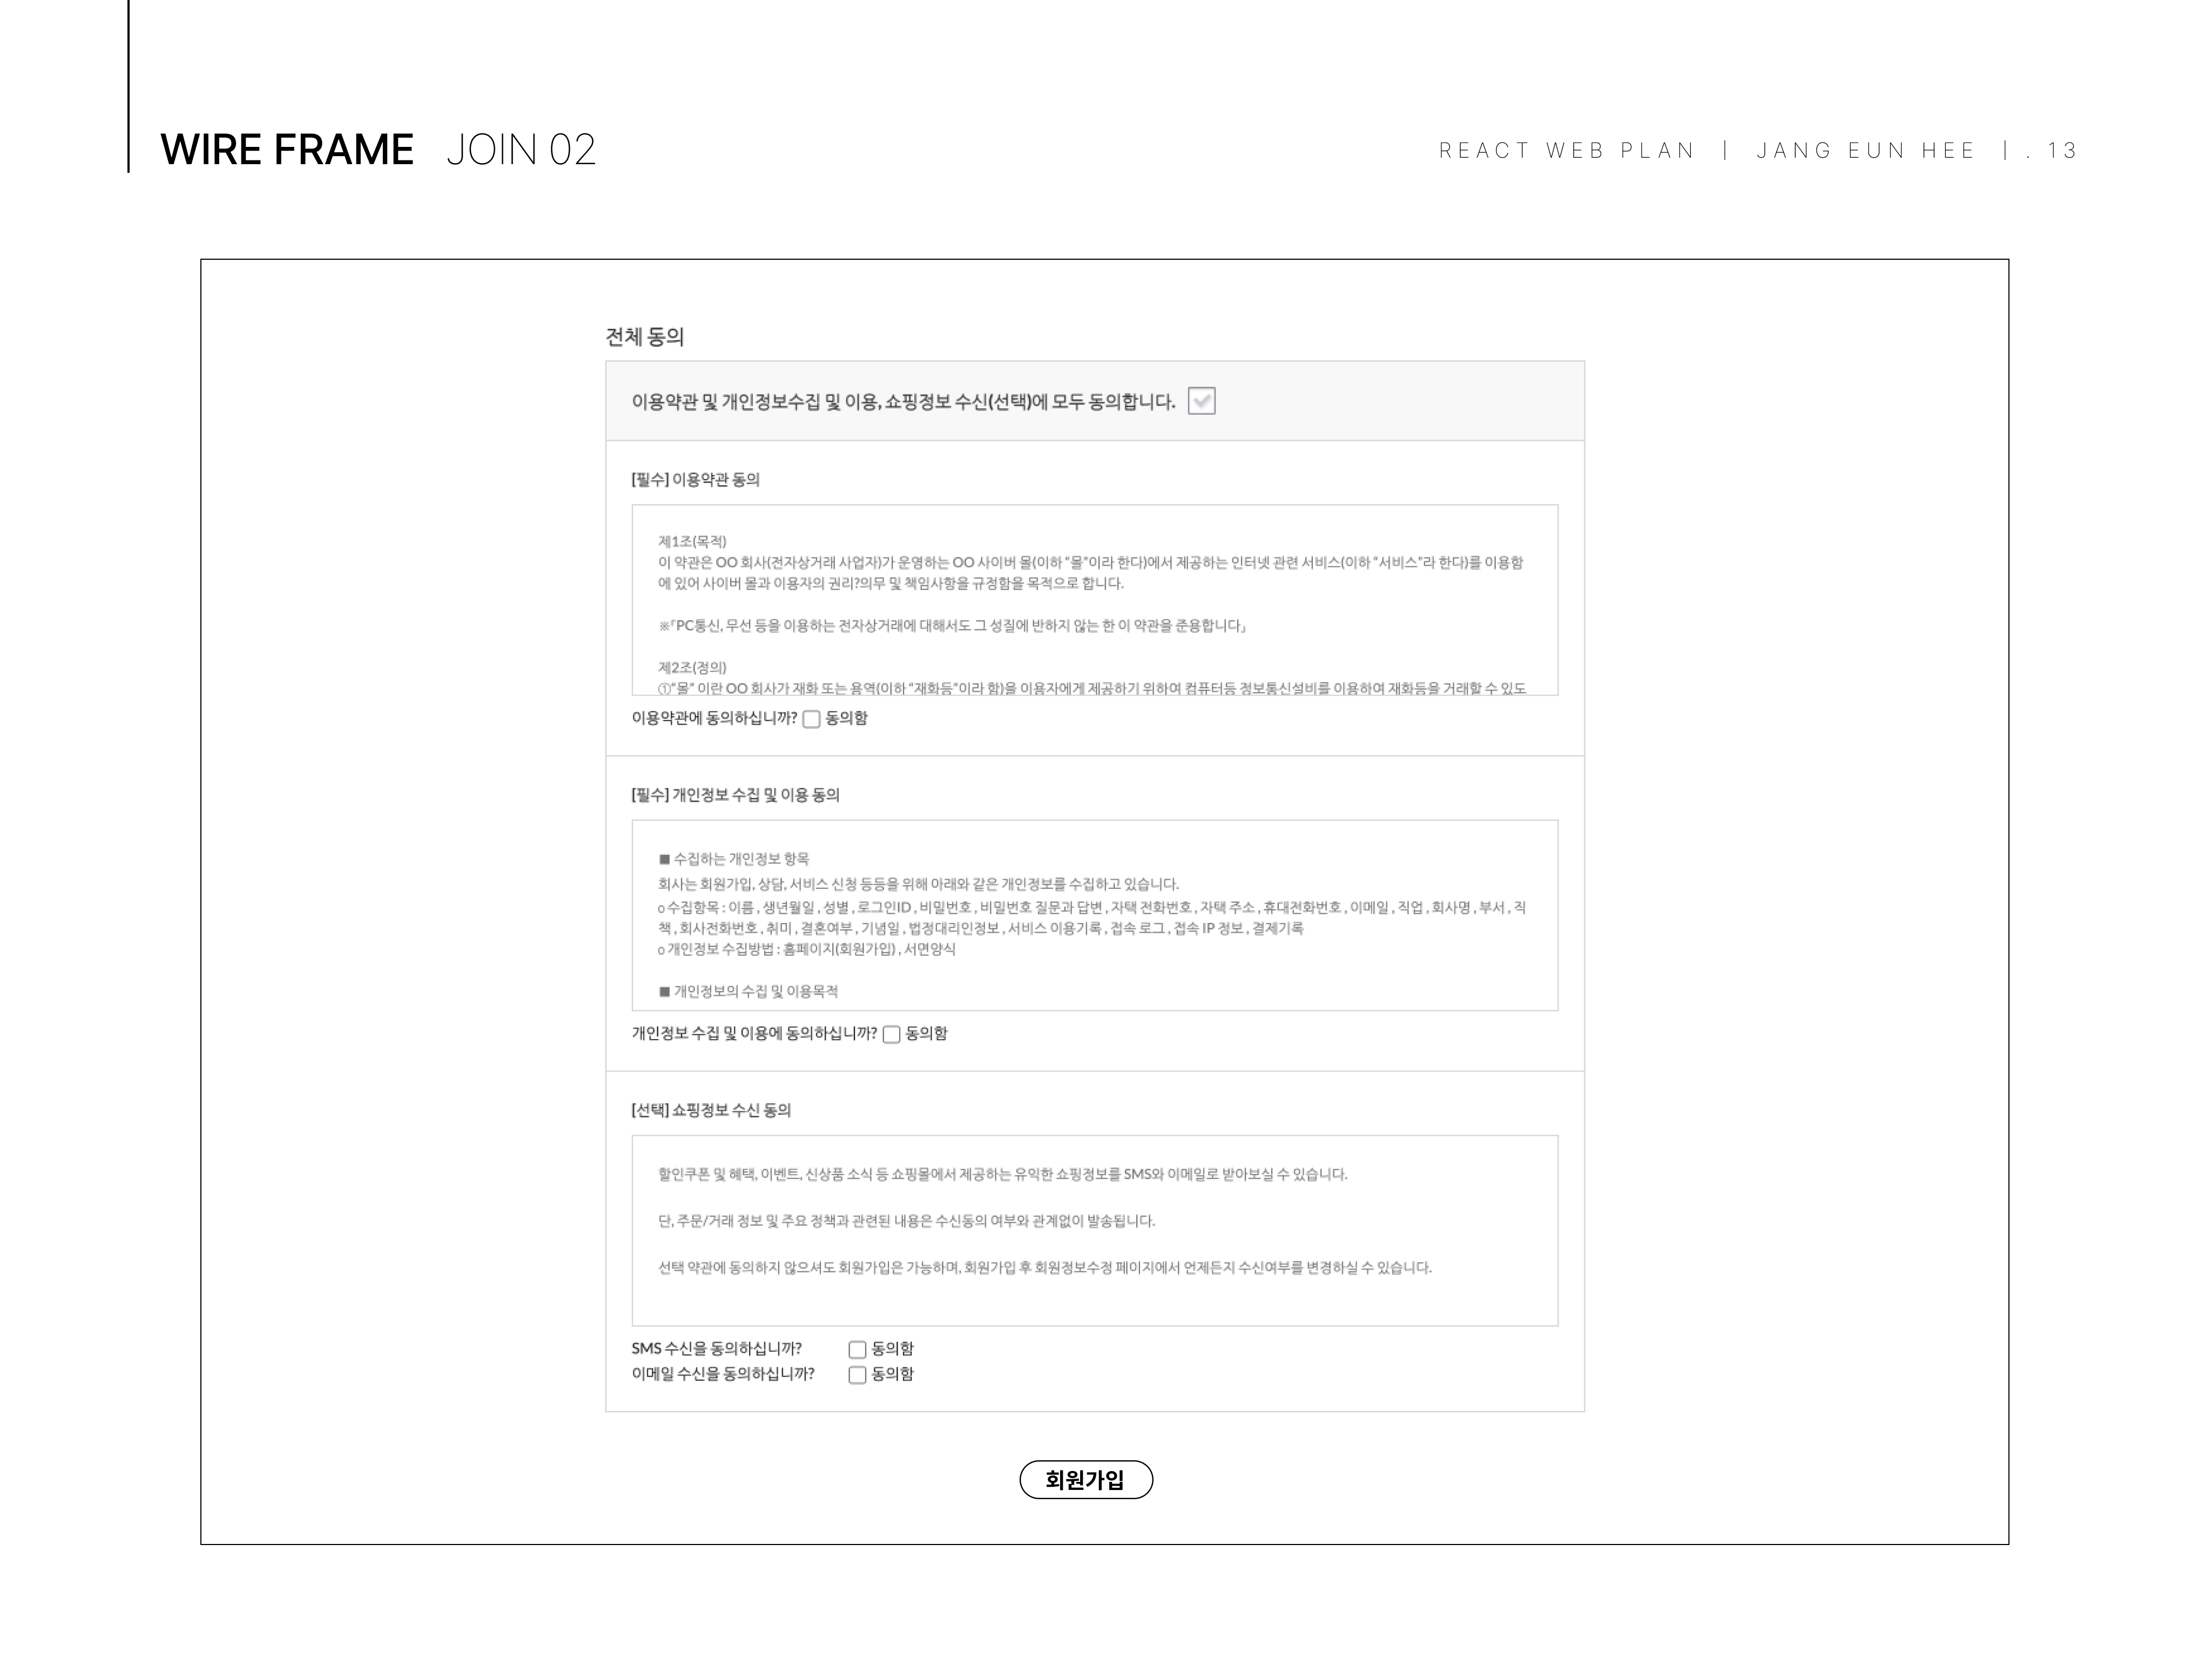 WIRE FRAME JOIN 02
REACT WEB PLAN | JANG EUN HEE | . 13
전체 동의
이용약관 및 개인정보수집 및 이용, 쇼핑정보 수신(선택)에 모두 동의합니다.
[필수] 이용약관 동의
제1조(목적)
이 약관은 OO 회사(전자상거래 사업자)가 운영하는 OO 사이버 몰(이하 "몰"이라 한다)에서 제공하는 인터넷 관련 서비스(이하 "서비스"라 한다)를 이용함
에 있어 사이버 몰과 이용자의 권리?의무 및 책임사항을 규정함을 목적으로 합니다.
※「PC통신, 무선 등을 이용하는 전자상거래에 대해서도 그 성질에 반하지 않는 한 이 약관을 준용합니다」
제2조(정의)
①"몰" 이란 OO 회사가 재화 또는 용역(이하 "재화등"이라 함)을 이용자에게 제공하기 위하여 컴퓨터등 정보통신설비를 이용하여 재화등을 거래할 수 있도
이용약관에 동의하십니까? 동의함
[필수] 개인정보 수집 및 이용 동의
■ 수집하는 개인정보 항목
회사는 회원가입, 상담, 서비스 신청 등등을 위해 아래와 같은 개인정보를 수집하고 있습니다.
ο 수집항목 : 이름 , 생년월일 , 성별 , 로그인ID , 비밀번호 , 비밀번호 질문과 답변 , 자택 전화번호 , 자택 주소 , 휴대전화번호 , 이메일 , 직업 , 회사명 , 부서 , 직
책 , 회사전화번호 , 취미 , 결혼여부 , 기념일 , 법정대리인정보 , 서비스 이용기록 , 접속 로그 , 접속 IP 정보 , 결제기록
ο 개인정보 수집방법 : 홈페이지(회원가입) , 서면양식
■ 개인정보의 수집 및 이용목적
개인정보 수집 및 이용에 동의하십니까? 동의함
[선택] 쇼핑정보 수신 동의
할인쿠폰 및 혜택, 이벤트, 신상품 소식 등 쇼핑몰에서 제공하는 유익한 쇼핑정보를 SMS와 이메일로 받아보실 수 있습니다.
단, 주문/거래 정보 및 주요 정책과 관련된 내용은 수신동의 여부와 관계없이 발송됩니다.
선택 약관에 동의하지 않으셔도 회원가입은 가능하며, 회원가입 후 회원정보수정 페이지에서 언제든지 수신여부를 변경하실 수 있습니다.
SMS 수신을 동의하십니까? 동의함
이메일 수신을 동의하십니까? 동의함
회원가입